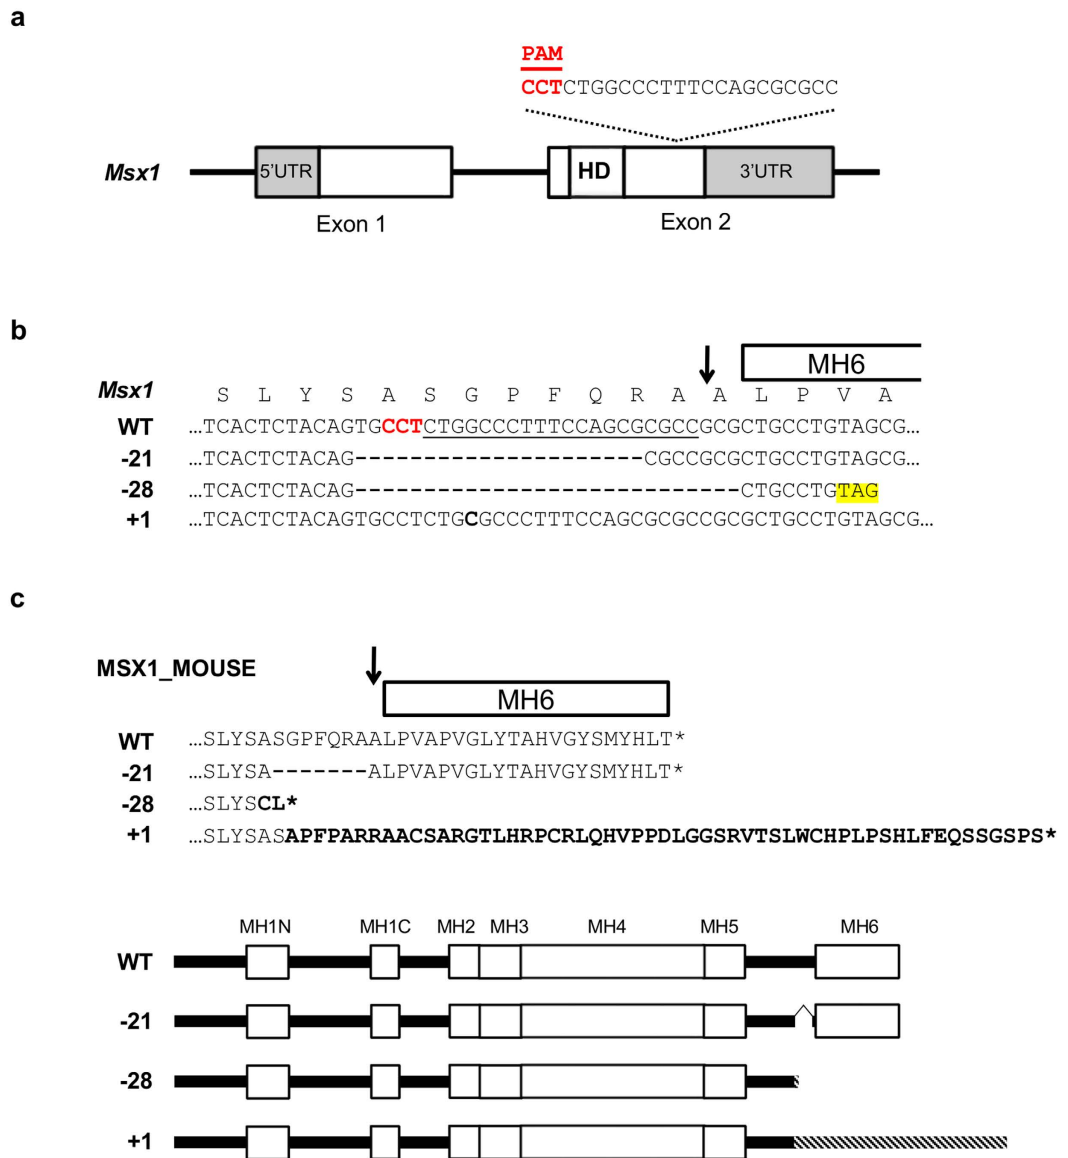 a
PAM
CCTCTGGCCCTTTCCAGCGCGCC
Msx1
5'UTR
HD
3'UTR
Exon 1
Exon 2
b
MH6
Msx1 S L Y S A S G P F Q R A A L P V A
WT ...TCACTCTACAGTGCCTCTGGCCCTTTCCAGCGCGCCGCGCTGCCTGTAGCG...
-21 ...TCACTCTACAG---------------------CGCCGCGCTGCCTGTAGCG...
-28 ...TCACTCTACAG----------------------------CTGCCTGTAG
+1 ...TCACTCTACAGTGCCTCTGCGCCCTTTCCAGCGCGCCGCGCTGCCTGTAGCG...
c
MSX1_MOUSE
MH6
WT ...SLYSASGPFQRAALPVAPVGLYTAHVGYSMYHLT*
-21 ...SLYSA-------ALPVAPVGLYTAHVGYSMYHLT*
-28 ...SLYSCL*
+1 ...SLYSASAPFPARRAACSARGTLHRPCRLQHVPPDLGGSRVTSLWCHPLPSHLFEQSSGSPS*
MH1N MH1C MH2 MH3 MH4 MH5 MH6
WT
-21
-28
+1